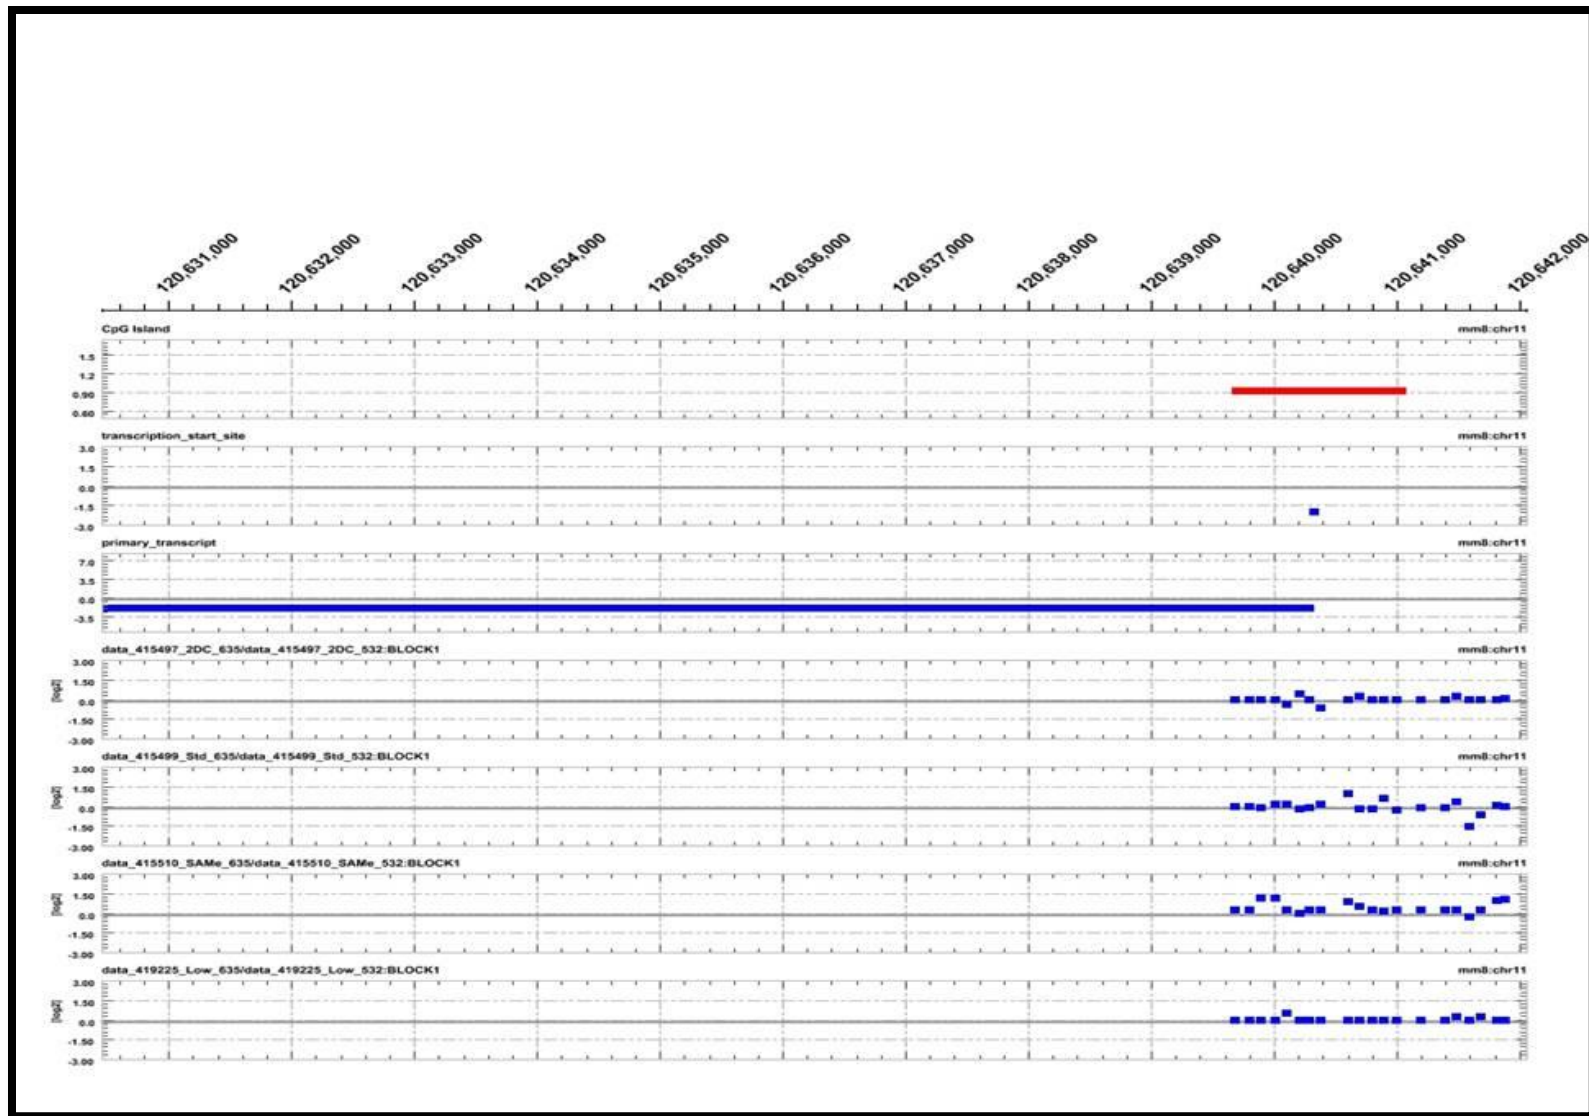 120,631,000 120,632,000 120,633,000 120,634,000 120,635,000 120,636,000 120,637,000 120,638,000 120,639,000 120,640,000 120,641,000 120,642,000
CpG Island mm8:chr11
1.5
1.2
0.90
0.60
transcription_start_site mm8:chr11
3.0
1.5
0.0
-1.5
-3.0
primary_transcript mm8:chr11
7.0
3.5
0.0
-3.5
data_415497_2DC_635/data_415497_2DC_532:BLOCK1 mm8:chr11
3.00
1.50
[log2] 0.0
-1.50
-3.00
data_415499_Std_635/data_415499_Std_532:BLOCK1 mm8:chr11
3.00
1.50
[log2] 0.0
-1.50
-3.00
data_415510_SAMe_635/data_415510_SAMe_532:BLOCK1 mm8:chr11
3.00
1.50
[log2] 0.0
-1.50
-3.00
data_419225_Low_635/data_419225_Low_532:BLOCK1 mm8:chr11
3.00
1.50
[log2] 0.0
-1.50
-3.00